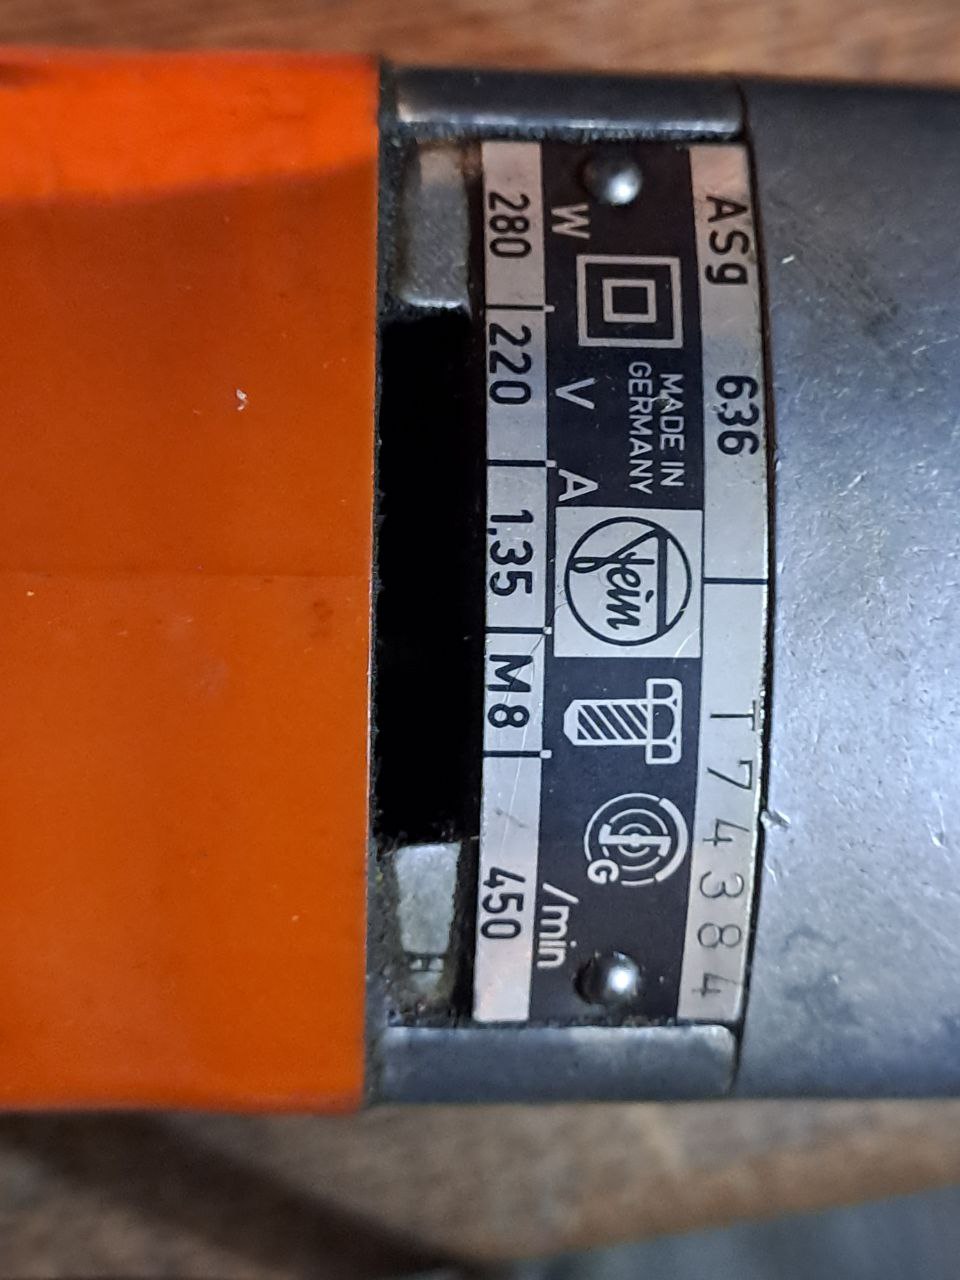 ASg 636 T74384
MADE IN
GERMANY
Fein
G
W V A /min
280 220 1,35 M8 450